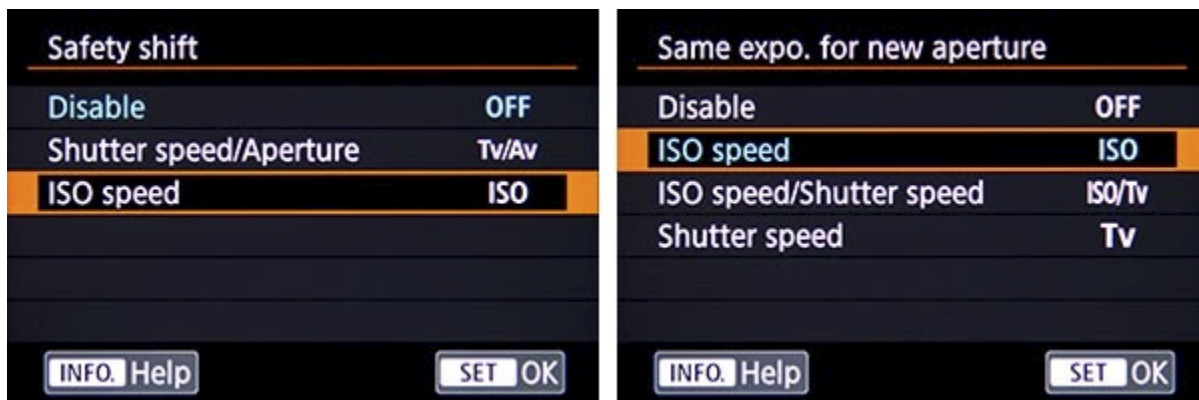 Safety shift
Disable OFF
Shutter speed/Aperture Tv/Av
ISO speed ISO
INFO. Help SET OK
Same expo. for new aperture
Disable OFF
ISO speed ISO
ISO speed/Shutter speed ISO/Tv
Shutter speed Tv
INFO. Help SET OK